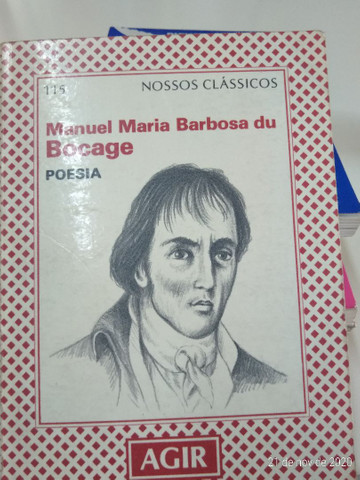 115 NOSSOS CLÁSSICOS
Manuel Maria Barbosa du
Bocage
POESIA
AGIR
21 de nov de 2020